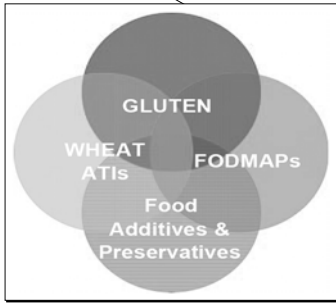 GLUTEN
WHEAT
ATIs
FODMAPs
Food
Additives &
Preservatives